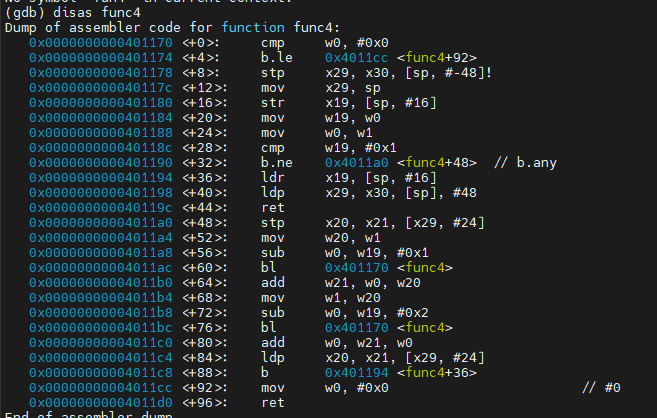 (gdb) disas func4
Dump of assembler code for function func4:
   0x0000000000401170 <+0>:     cmp     w0, #0x0
   0x0000000000401174 <+4>:     b.le    0x4011cc <func4+92>
   0x0000000000401178 <+8>:     stp     x29, x30, [sp, #-48]!
   0x000000000040117c <+12>:    mov     x29, sp
   0x0000000000401180 <+16>:    str     x19, [sp, #16]
   0x0000000000401184 <+20>:    mov     w19, w0
   0x0000000000401188 <+24>:    mov     w0, w1
   0x000000000040118c <+28>:    cmp     w19, #0x1
   0x0000000000401190 <+32>:    b.ne    0x4011a0 <func4+48>  // b.any
   0x0000000000401194 <+36>:    ldr     x19, [sp, #16]
   0x0000000000401198 <+40>:    ldp     x29, x30, [sp], #48
   0x000000000040119c <+44>:    ret
   0x00000000004011a0 <+48>:    stp     x20, x21, [x29, #24]
   0x00000000004011a4 <+52>:    mov     w20, w1
   0x00000000004011a8 <+56>:    sub     w0, w19, #0x1
   0x00000000004011ac <+60>:    bl      0x401170 <func4>
   0x00000000004011b0 <+64>:    add     w21, w0, w20
   0x00000000004011b4 <+68>:    mov     w1, w20
   0x00000000004011b8 <+72>:    sub     w0, w19, #0x2
   0x00000000004011bc <+76>:    bl      0x401170 <func4>
   0x00000000004011c0 <+80>:    add     w0, w21, w0
   0x00000000004011c4 <+84>:    ldp     x20, x21, [x29, #24]
   0x00000000004011c8 <+88>:    b       0x401194 <func4+36>
   0x00000000004011cc <+92>:    mov     w0, #0x0                        // #0
   0x00000000004011d0 <+96>:    ret
End of assembler dump